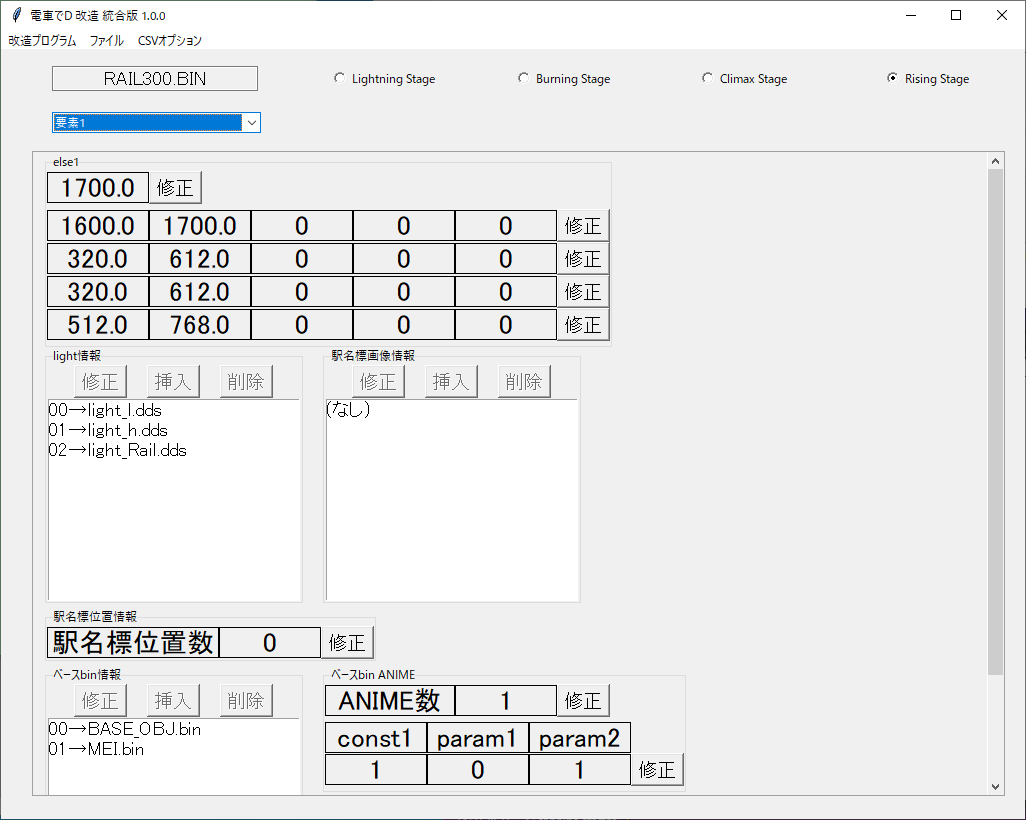 電車でD 改造 統合版 1.0.0
改造プログラム ファイル CSVオプション
RAIL300.BIN Lightning Stage Burning Stage Climax Stage Rising Stage
要素1
else1
1700.0 修正
1600.0 1700.0 0 0 0 修正
320.0 612.0 0 0 0 修正
320.0 612.0 0 0 0 修正
512.0 768.0 0 0 0 修正
light情報
修正 挿入 削除
00→light_l.dds
01→light_h.dds
02→light_Rail.dds
駅名標画像情報
修正 挿入 削除
(なし)
駅名標位置情報
駅名標位置数 0 修正
ベースbin情報
修正 挿入 削除
00→BASE_OBJ.bin
01→MEI.bin
ベースbin ANIME
ANIME数 1 修正
const1 param1 param2
1 0 1 修正